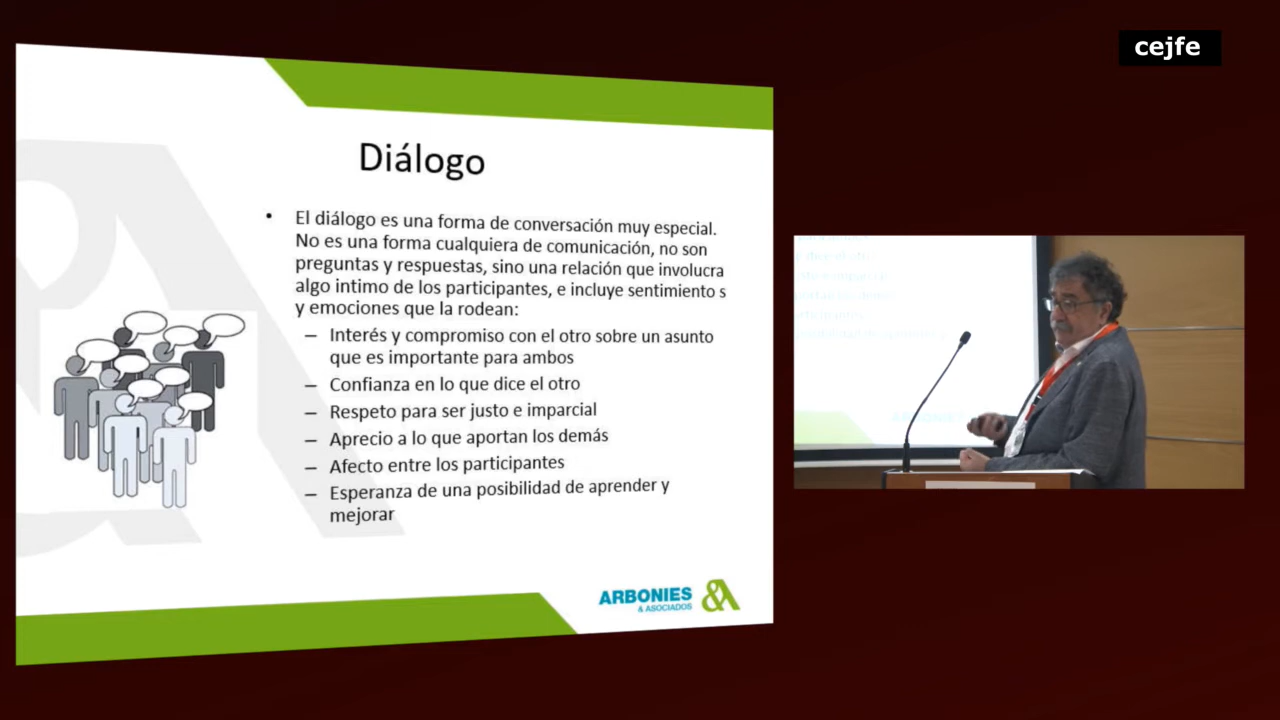 cejfe
Diálogo
• El diálogo es una forma de conversación muy especial.
No es una forma cualquiera de comunicación, no son
preguntas y respuestas, sino una relación que involucra
algo intimo de los participantes, e incluye sentimiento s
y emociones que la rodean:
– Interés y compromiso con el otro sobre un asunto
que es importante para ambos
– Confianza en lo que dice el otro
– Respeto para ser justo e imparcial
– Aprecio a lo que aportan los demás
– Afecto entre los participantes
– Esperanza de una posibilidad de aprender y
mejorar
ARBONIES
& ASOCIADOS
&A